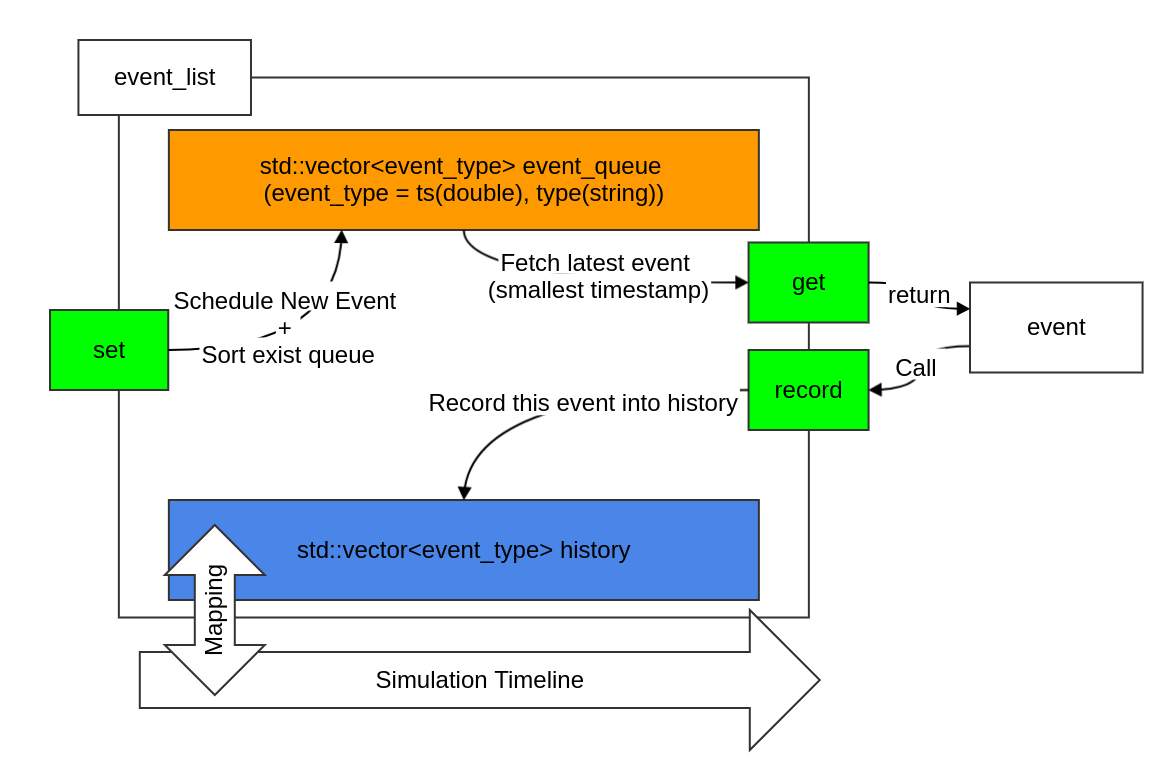 event_list
std::vector<event_type> event_queue
(event_type = ts(double), type(string))
Fetch latest event
(smallest timestamp)
get
return
event
Schedule New Event
+
Sort exist queue
set
Call
record
Record this event into history
std::vector<event_type> history
Mapping
Simulation Timeline